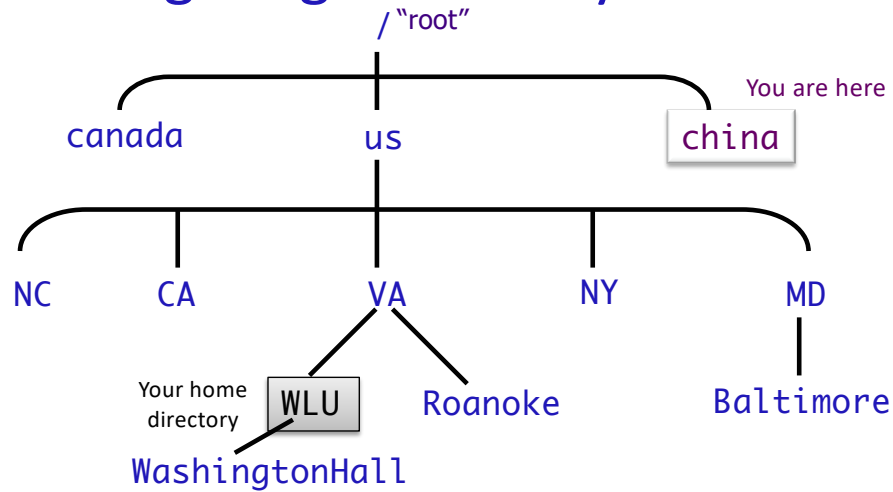 / "root"
You are here
canada us china
NC CA VA NY MD
Your home
directory
WLU Roanoke Baltimore
WashingtonHall